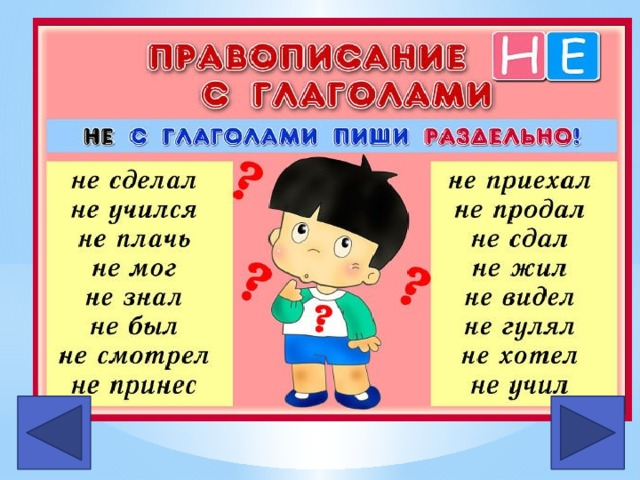 ПРАВОПИСАНИЕ НЕ
С ГЛАГОЛАМИ
НЕ С ГЛАГОЛАМИ ПИШИ РАЗДЕЛЬНО!
не сделал
не учился
не плачь
не мог
не знал
не был
не смотрел
не принес
?
?
?
?
не приехал
не продал
не сдал
не жил
не видел
не гулял
не хотел
не учил